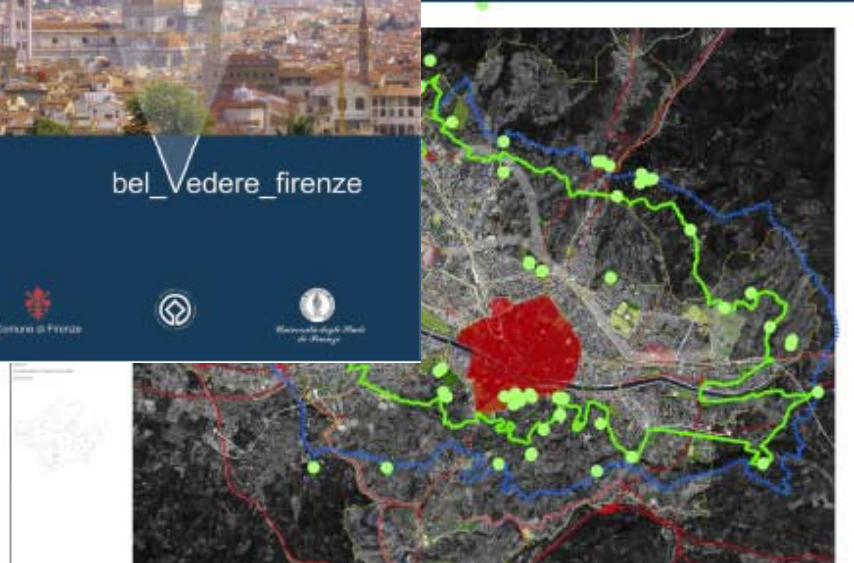 bel_Vedere_firenze
Comune di Firenze
Università degli Studi
di Firenze